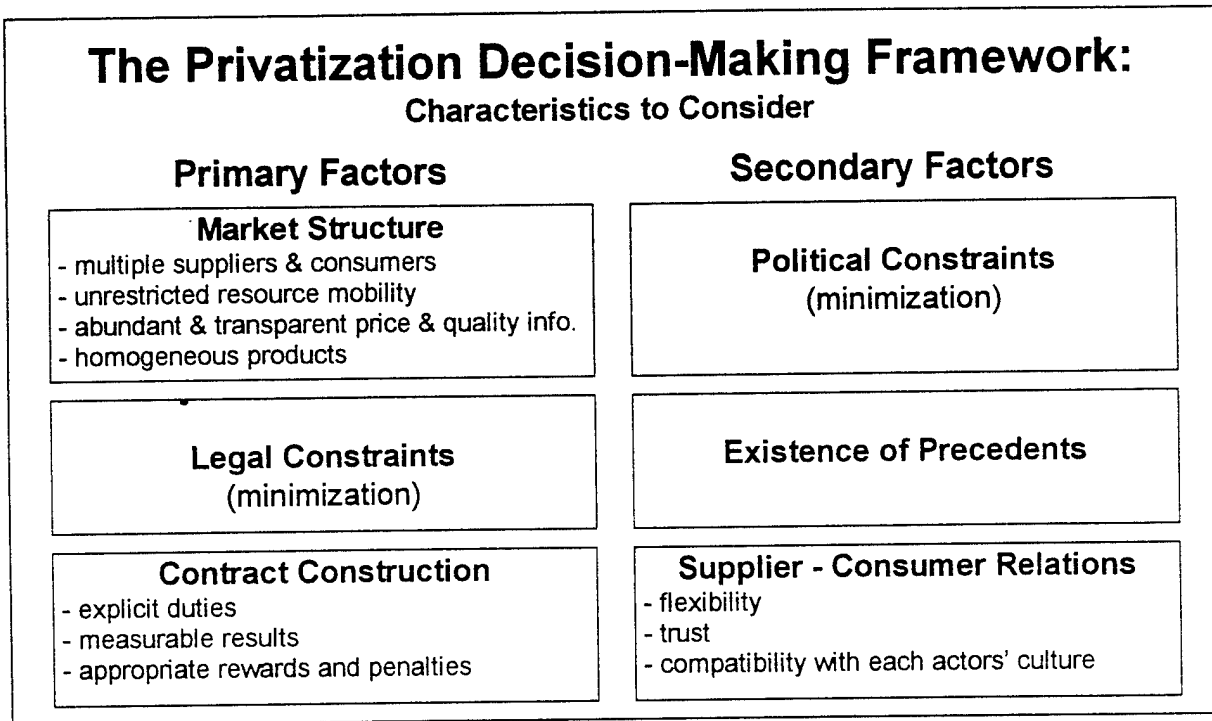 The Privatization Decision-Making Framework:
Characteristics to Consider
Primary Factors
Market Structure
- multiple suppliers & consumers
- unrestricted resource mobility
- abundant & transparent price & quality info.
- homogeneous products
Legal Constraints
(minimization)
Contract Construction
- explicit duties
- measurable results
- appropriate rewards and penalties
Secondary Factors
Political Constraints
(minimization)
Existence of Precedents
Supplier - Consumer Relations
- flexibility
- trust
- compatibility with each actors' culture